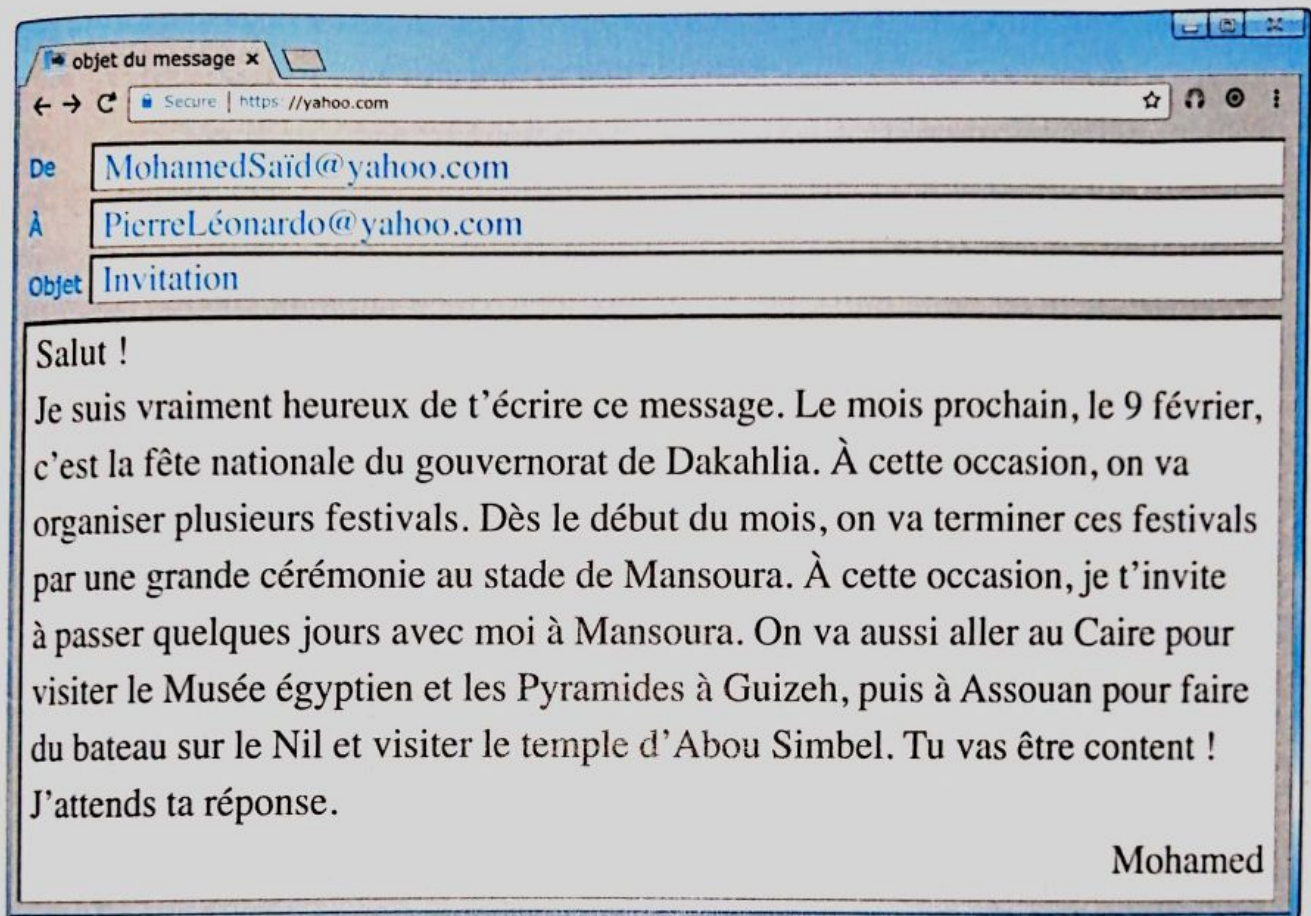 objet du message ×
Secure | https://yahoo.com
De MohamedSaïd@yahoo.com
À PierreLéonardo@yahoo.com
Objet Invitation
Salut !
Je suis vraiment heureux de t'écrire ce message. Le mois prochain, le 9 février,
c'est la fête nationale du gouvernorat de Dakahlia. À cette occasion, on va
organiser plusieurs festivals. Dès le début du mois, on va terminer ces festivals
par une grande cérémonie au stade de Mansoura. À cette occasion, je t'invite
à passer quelques jours avec moi à Mansoura. On va aussi aller au Caire pour
visiter le Musée égyptien et les Pyramides à Guizeh, puis à Assouan pour faire
du bateau sur le Nil et visiter le temple d'Abou Simbel. Tu vas être content !
J'attends ta réponse.
Mohamed